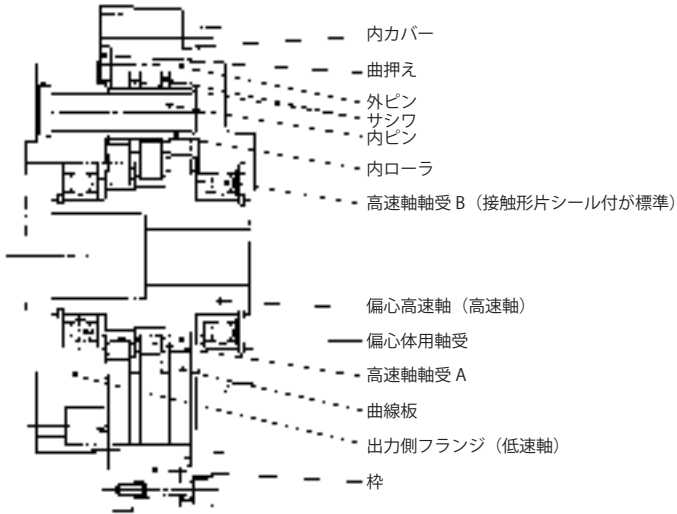 内カバー
曲押え
外ピン
サシワ
内ピン
内ローラ
高速軸軸受 B（接触形片シール付が標準）
偏心高速軸（高速軸）
偏心体用軸受
高速軸軸受 A
曲線板
出力側フランジ（低速軸）
枠